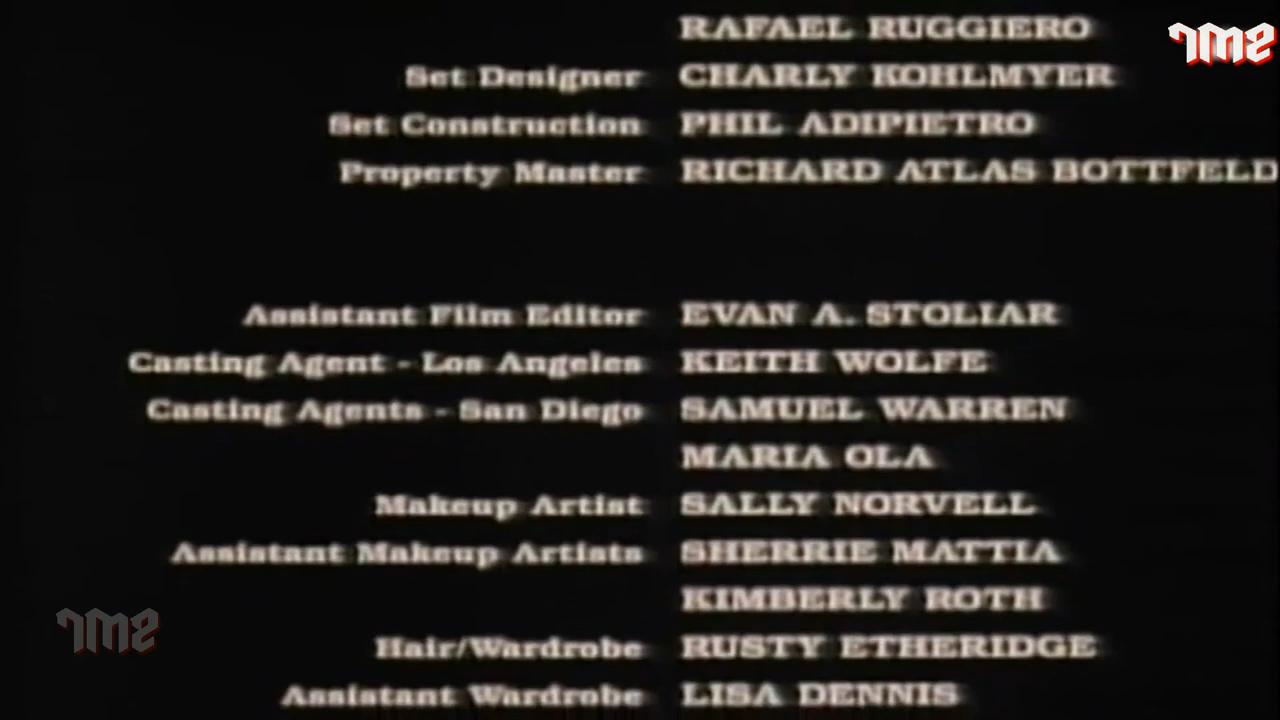 RAFAEL RUGGIERO
Set Designer CHARLY KOHLMYER
Set Construction PHIL ADIPIETRO
Property Master RICHARD ATLAS BOTTFELD
Assistant Film Editor EVAN A. STOLIAR
Casting Agent - Los Angeles KEITH WOLFE
Casting Agents - San Diego SAMUEL WARREN
MARIA OLA
Makeup Artist SALLY NORVELL
Assistant Makeup Artists SHERRIE MATTIA
KIMBERLY ROTH
Hair/Wardrobe RUSTY ETHERIDGE
Assistant Wardrobe LISA DENNIS